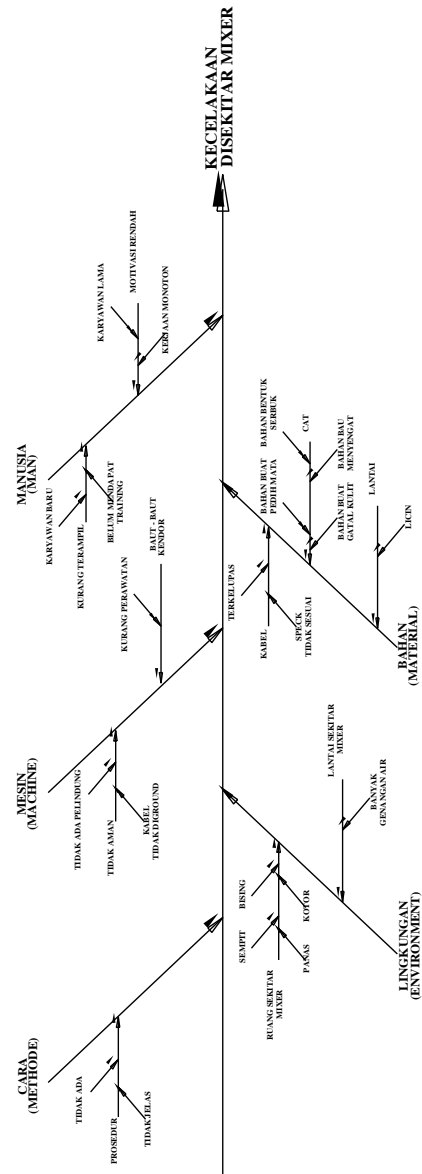 KECELAKAAN
DISEKITAR MIXER
CARA
(METHODE)
TIDAK ADA
PROSEDUR
TIDAK JELAS
MESIN
(MACHINE)
TIDAK ADA PELINDUNG
TIDAK AMAN
KABEL
TIDAK DIGROUND
KURANG PERAWATAN
BAUT - BAUT
KENDOR
MANUSIA
(MAN)
KARYAWAN BARU
KURANG TERAMPIL
BELUM MENDAPAT
TRAINING
KARYAWAN LAMA
MOTIVASI RENDAH
KERJAAN MONOTON
LINGKUNGAN
(ENVIRONMENT)
SEMPIT
BISING
RUANG SEKITAR
MIXER
PANAS
KOTOR
LANTAI SEKITAR
MIXER
BANYAK
GENANGAN AIR
BAHAN
(MATERIAL)
TERKELUPAS
KABEL
SPECK
TIDAK SESUAI
BAHAN BUAT
PEDIH MATA
BAHAN BENTUK
SERBUK
CAT
BAHAN BUAT
GATAL KULIT
BAHAN BAU
MENYENGAT
LANTAI
LICIN